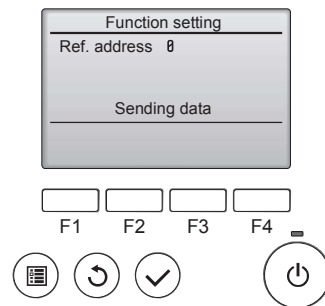 Function setting
Ref. address 0
Sending data
F1 F2 F3 F4